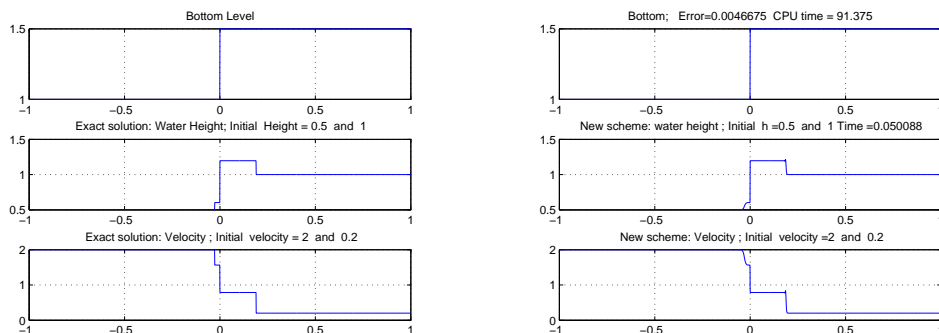 Bottom Level
1.5
1
−1 −0.5 0 0.5 1
Exact solution: Water Height; Initial Height = 0.5 and 1
1.5
1
0.5
−1 −0.5 0 0.5 1
Exact solution: Velocity ; Initial velocity = 2 and 0.2
2
1
0
−1 −0.5 0 0.5 1
Bottom; Error=0.0046675 CPU time = 91.375
1.5
1
−1 −0.5 0 0.5 1
New scheme: water height ; Initial h =0.5 and 1 Time =0.050088
1.5
1
0.5
−1 −0.5 0 0.5 1
New scheme: Velocity ; Initial velocity =2 and 0.2
2
1
0
−1 −0.5 0 0.5 1